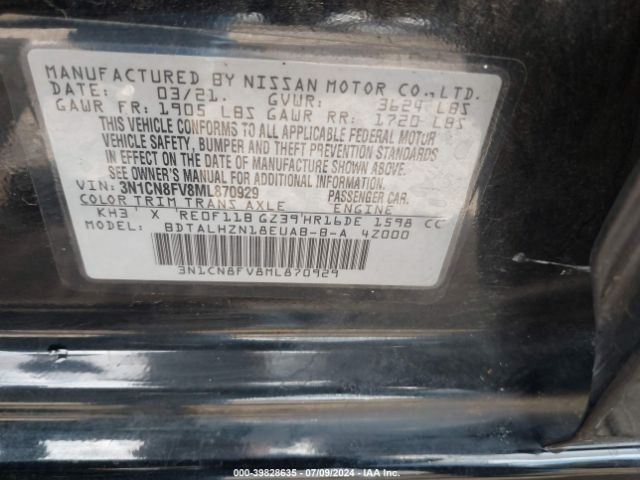 MANUFACTURED BY NISSAN MOTOR CO.,LTD.
DATE: 03/21. GVWR: 3624 LBS
GAWR FR: 1905 LBS GAWR RR: 1720 LBS
THIS VEHICLE CONFORMS TO ALL APPLICABLE FEDERAL MOTOR
VEHICLE SAFETY, BUMPER AND THEFT PREVENTION STANDARDS
IN EFFECT ON THE DATE OF MANUFACTURE SHOWN ABOVE.
SEE OWNER'S MANUAL FOR ADDITIONAL INFORMATION.
VIN: 3N1CN8FV8ML870929 PASSENGER CAR.
COLOR TRIM TRANS AXLE ENGINE
KH3 X RE0F11B GZ39 HR16DE 1598 CC
MODEL: BDTALHZN18EUAB-B-A 4Z000
3N1CN8FV8ML870929
000-39828635 - 07/09/2024 - IAA Inc.